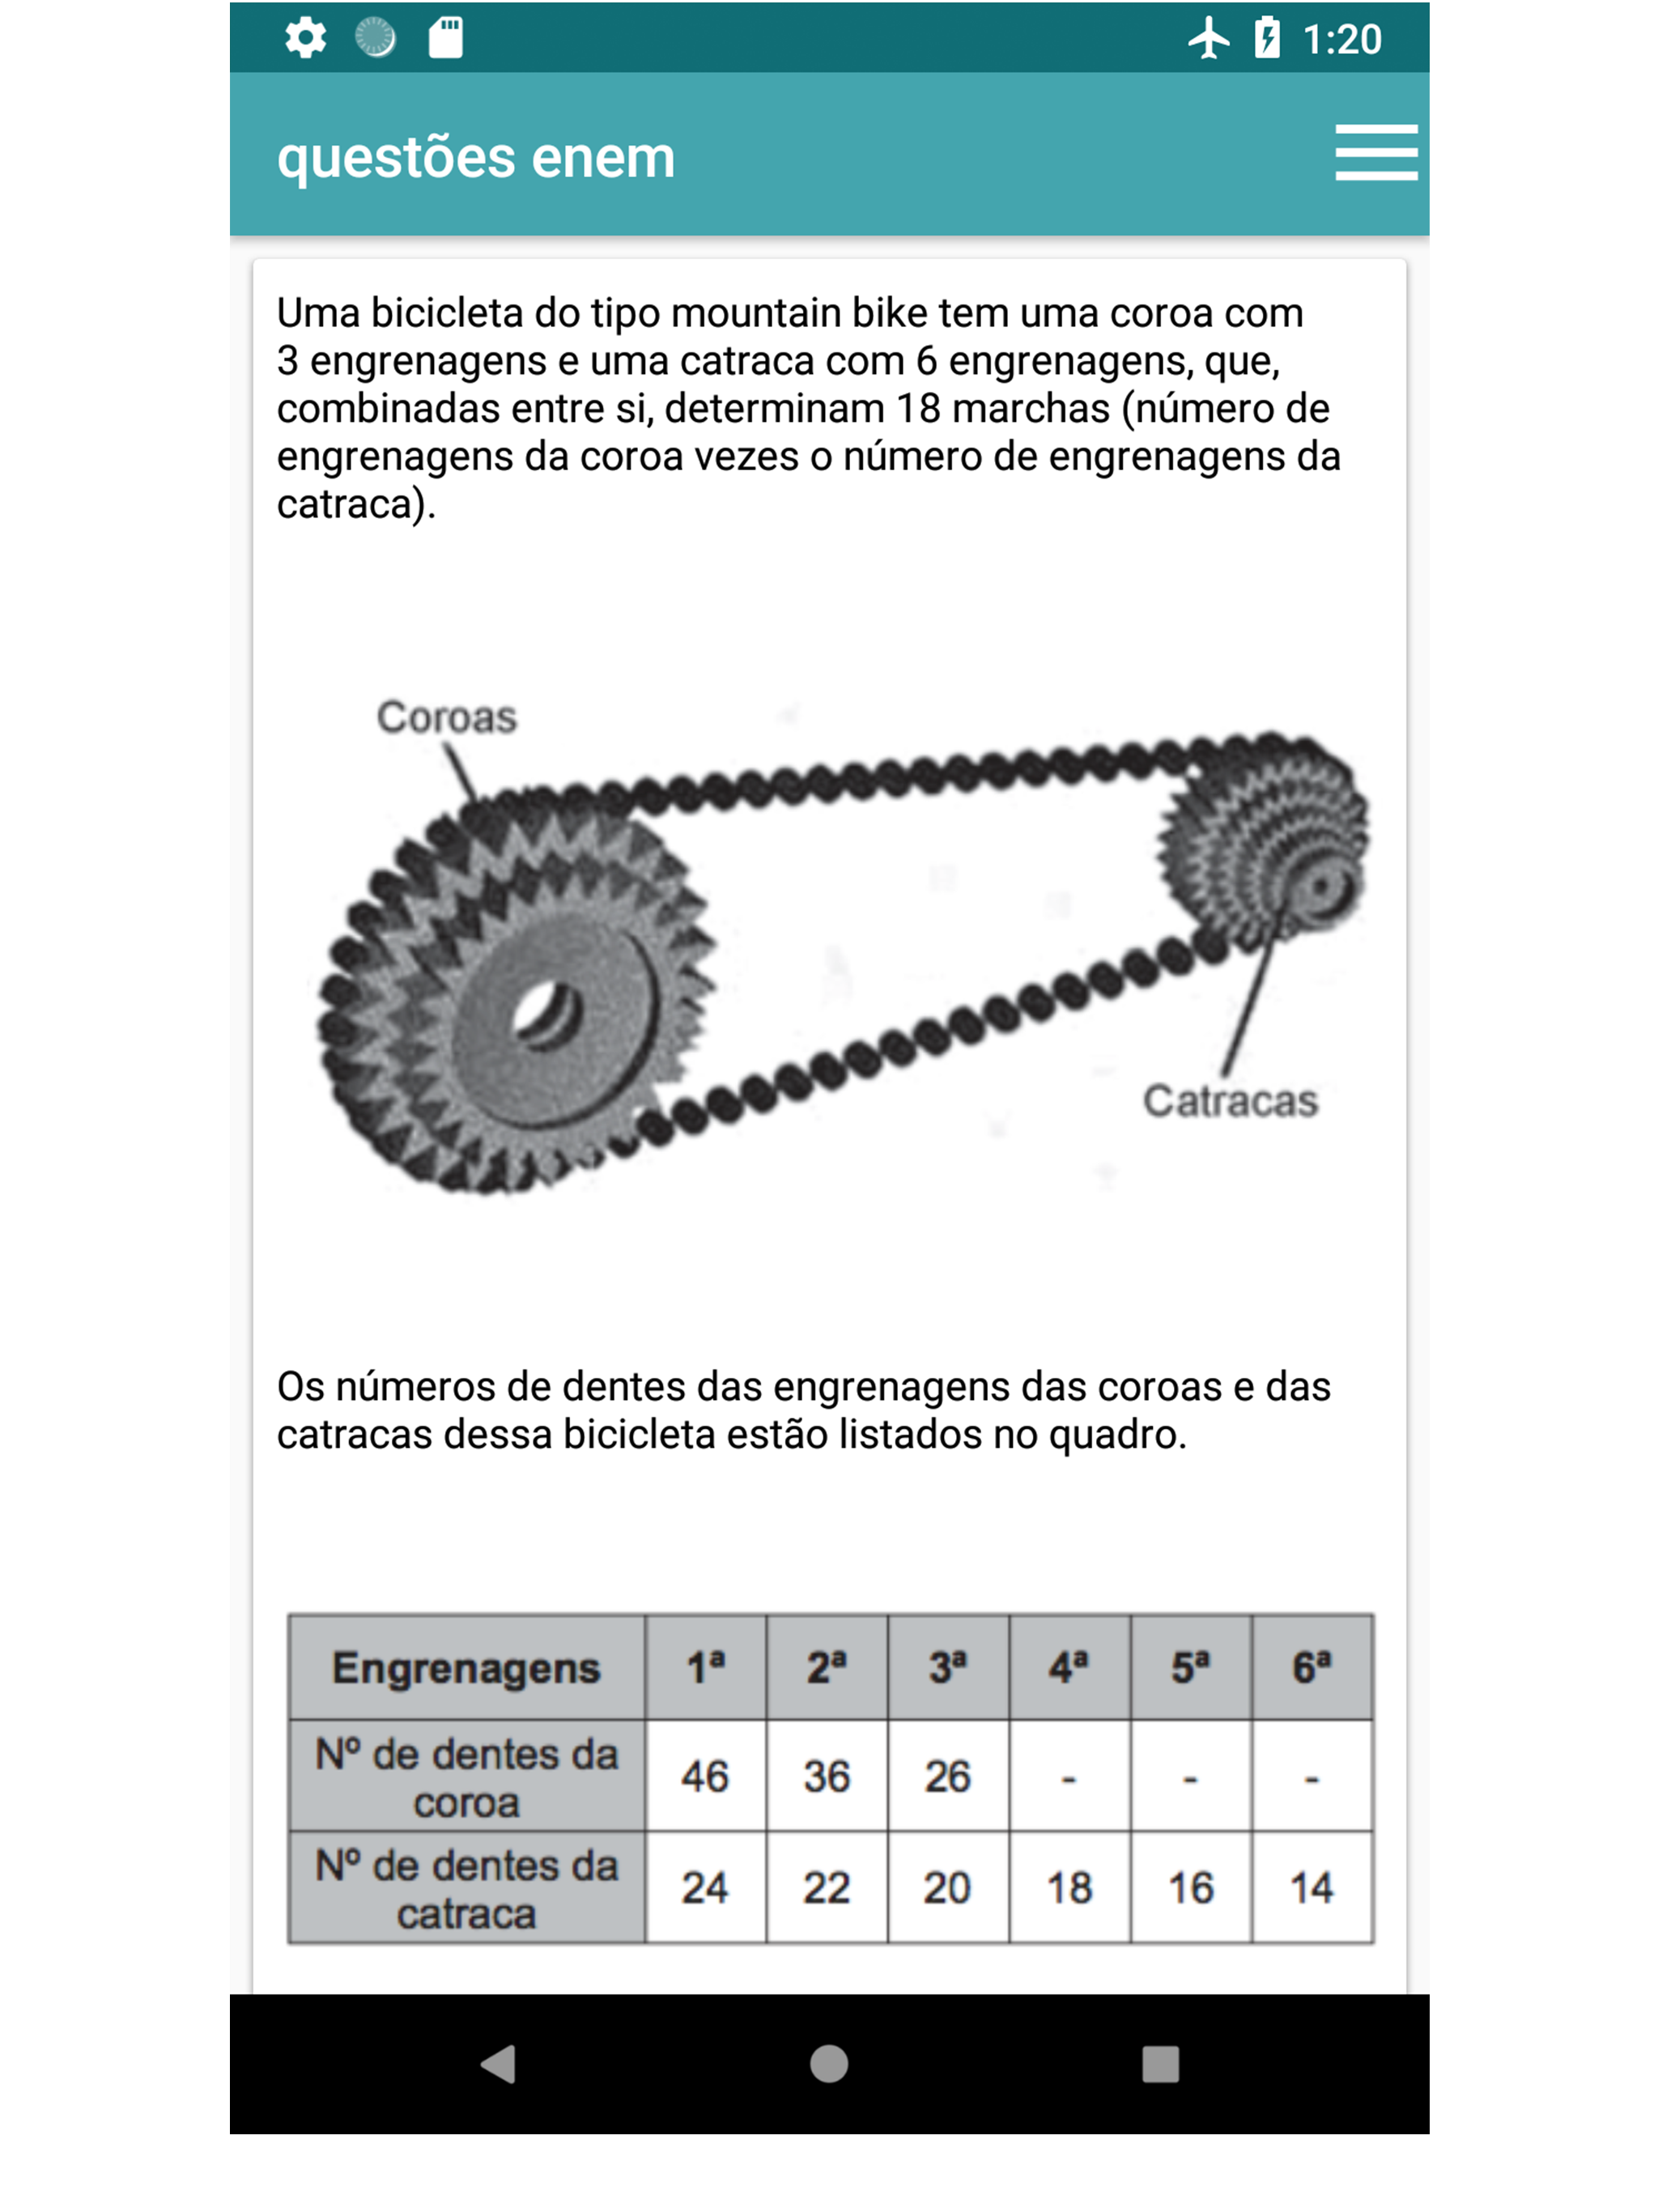 1:20
questões enem
Uma bicicleta do tipo mountain bike tem uma coroa com
3 engrenagens e uma catraca com 6 engrenagens, que,
combinadas entre si, determinam 18 marchas (número de
engrenagens da coroa vezes o número de engrenagens da
catraca).
Coroas
Catracas
Os números de dentes das engrenagens das coroas e das
catracas dessa bicicleta estão listados no quadro.
Engrenagens 1ª 2ª 3ª 4ª 5ª 6ª
Nº de dentes da
coroa 46 36 26 - - -
Nº de dentes da
catraca 24 22 20 18 16 14